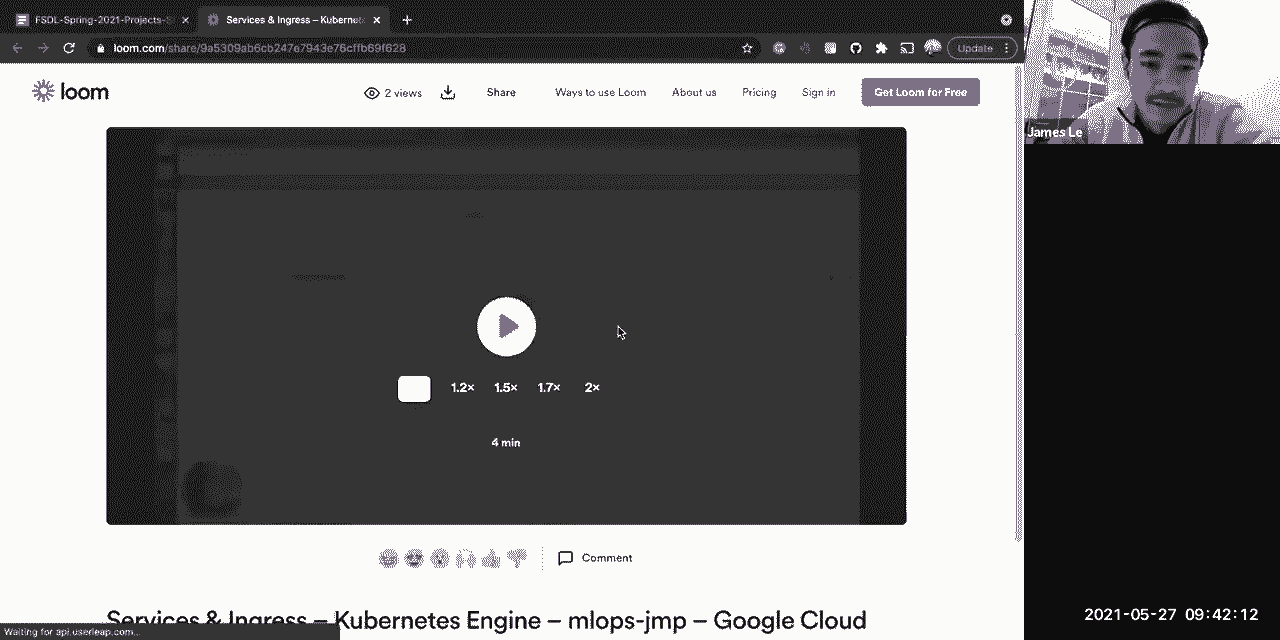 FSDL-Spring-2021-Projects-S
Services & Ingress – Kubernet
loom.com/share/9a5309ab6cb247e7943e76cffb69f628
Update
loom
2 views
Share
Ways to use Loom
About us
Pricing
Sign in
Get Loom for Free
James Le
1.2×
1.5×
1.7×
2×
4 min
Comment
Services & Ingress – Kubernetes Engine – mlops-jmp – Google Cloud
Waiting for api.userleap.com...
2021-05-27 09:42:12